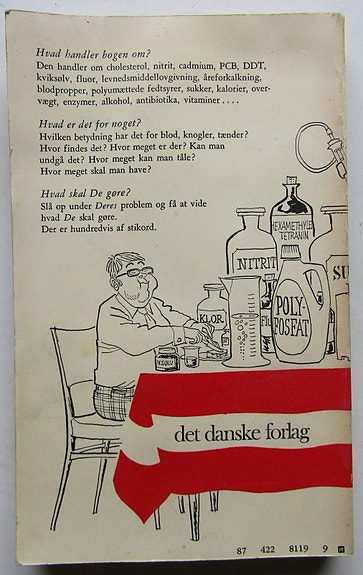 Hvad handler bogen om?
Den handler om cholesterol, nitrit, cadmium, PCB, DDT,
kviksølv, fluor, levnedsmiddellovgivning, åreforkalkning,
blodpropper, polyumættede fedtsyrer, sukker, kalorier, over-
vægt, enzymer, alkohol, antibiotika, vitaminer ....
Hvad er det for noget?
Hvilken betydning har det for blod, knogler, tænder?
Hvor findes det? Hvor meget er der? Kan man
undgå det? Hvor meget kan man tåle?
Hvor meget skal man have?
Hvad skal De gøre?
Slå op under Deres problem og få at vide
hvad De skal gøre.
Der er hundredvis af stikord.
HEXAMETHYLEN
TETRANIN
NITRIT
SU
POLY-
FOSFAT
KLOR
det danske forlag
87 422 8119 9